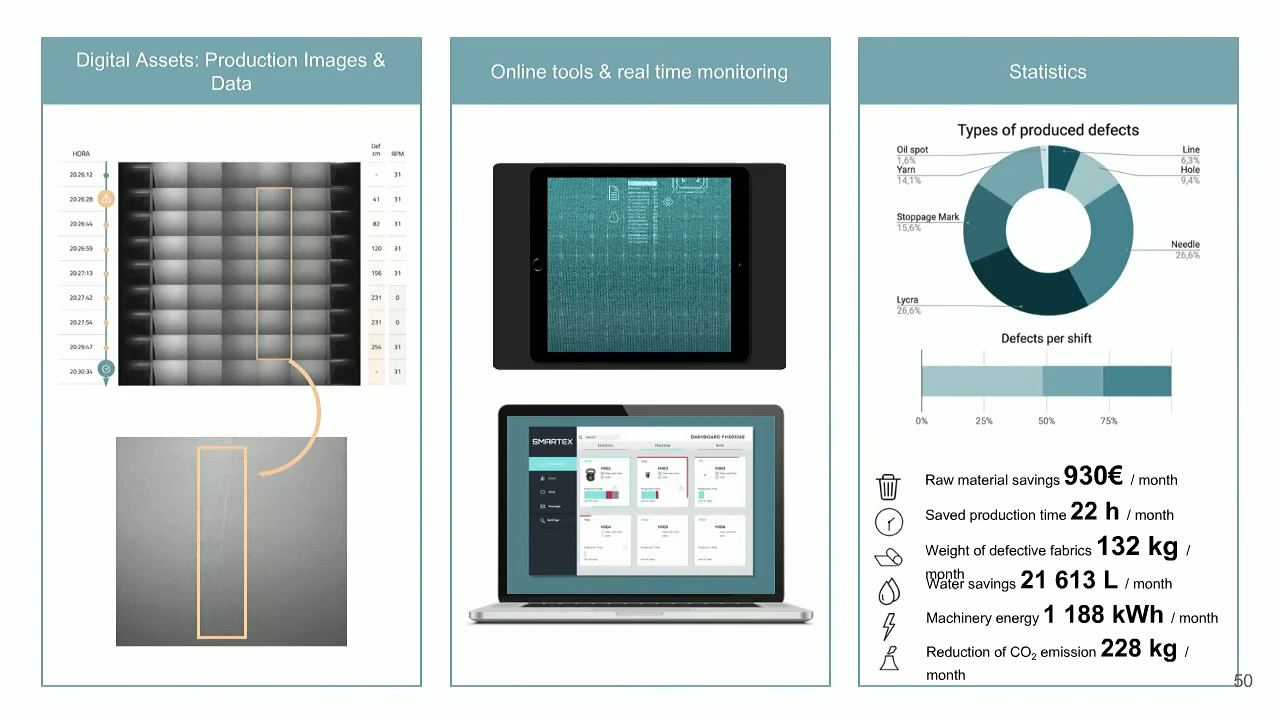 Digital Assets: Production Images &
Data
HORA
Def
cm
RPM
20:26:12
-
31
20:26:28
41
31
20:26:44
82
31
20:26:59
120
31
20:27:13
156
31
20:27:42
231
0
20:27:54
231
0
20:29:47
254
31
20:30:34
-
31
Online tools & real time monitoring
SMARTEX
Search
DASHBOARD
Settings
Statistics
Types of produced defects
Oil spot
1,6%
Line
6,3%
Yarn
14,1%
Hole
9,4%
Stoppage Mark
15,6%
Needle
26,6%
Lycra
26,6%
Defects per shift
0%
25%
50%
75%
Raw material savings 930€ / month
Saved production time 22 h / month
Weight of defective fabrics 132 kg /
month
Water savings 21 613 L / month
Machinery energy 1 188 kWh / month
Reduction of CO2 emission 228 kg /
month
50